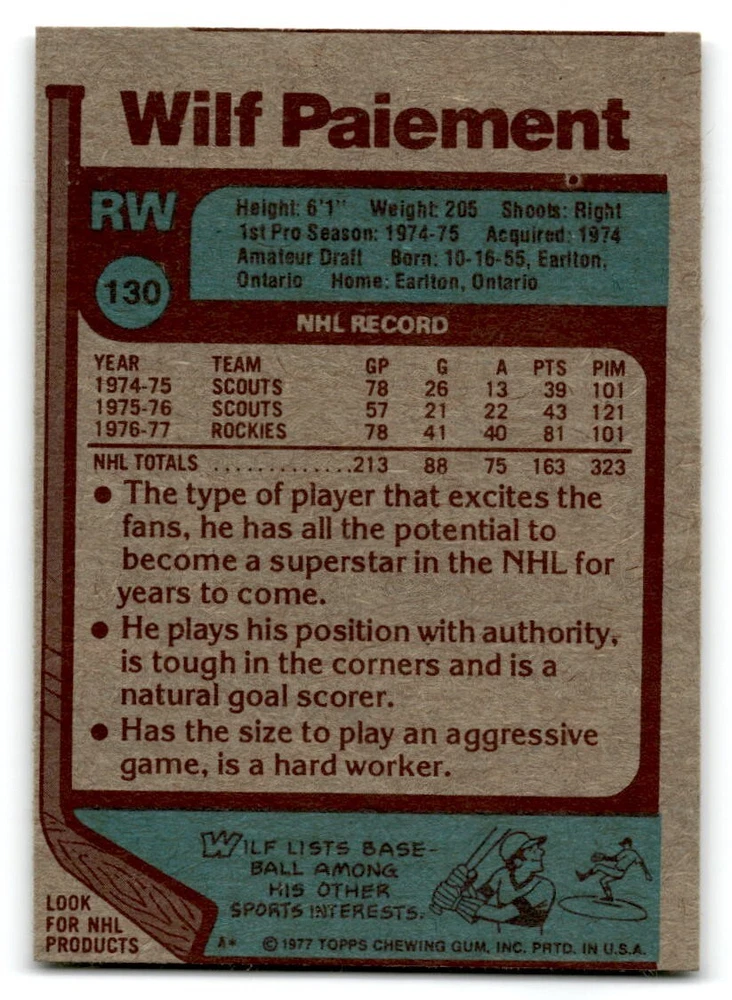 Wilf Paiement
RW
130
Height: 6'1" Weight: 205 Shoots: Right
1st Pro Season: 1974-75 Acquired: 1974
Amateur Draft Born: 10-16-55, Earlton,
Ontario Home: Earlton, Ontario
NHL RECORD
YEAR TEAM GP G A PTS PIM
1974-75 SCOUTS 78 26 13 39 101
1975-76 SCOUTS 57 21 22 43 121
1976-77 ROCKIES 78 41 40 81 101
NHL TOTALS .............213 88 75 163 323
• The type of player that excites the
fans, he has all the potential to
become a superstar in the NHL for
years to come.
• He plays his position with authority,
is tough in the corners and is a
natural goal scorer.
• Has the size to play an aggressive
game, is a hard worker.
WILF LISTS BASE-
BALL AMONG
HIS OTHER
SPORTS INTERESTS.
LOOK
FOR NHL
PRODUCTS
A* © 1977 TOPPS CHEWING GUM, INC. PRTD. IN U.S.A.